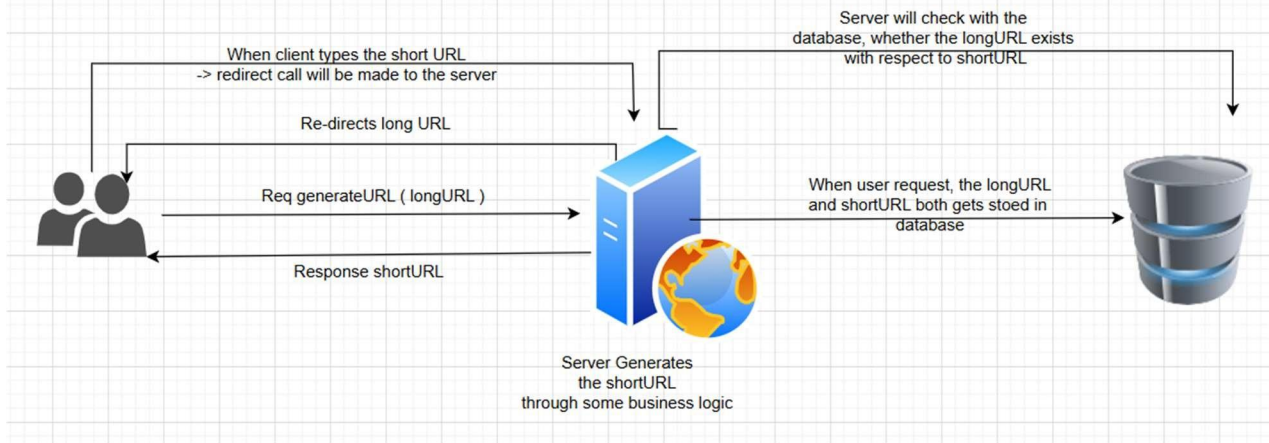 When client types the short URL
-> redirect call will be made to the server
Server will check with the
database, whether the longURL exists
with respect to shortURL
Re-directs long URL
Req generateURL ( longURL )
Response shortURL
When user request, the longURL
and shortURL both gets stoed in
database
Server Generates
the shortURL
through some business logic